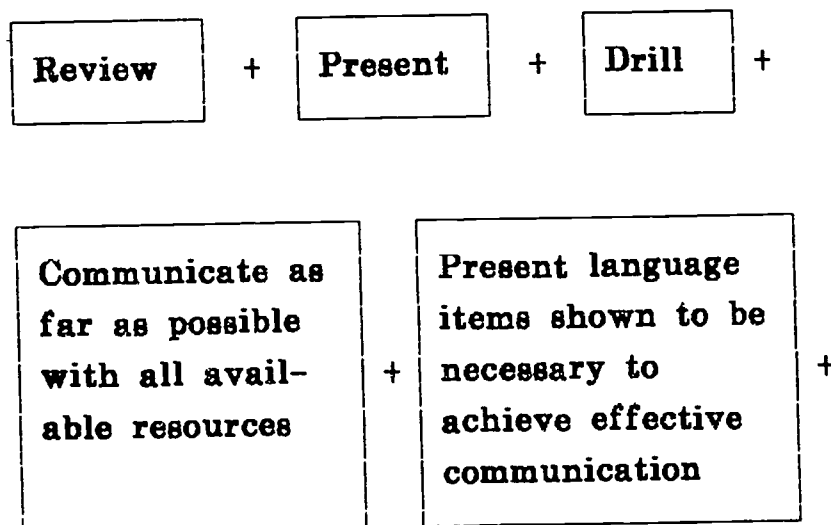 Review + Present + Drill +
Communicate as
far as possible
with all avail-
able resources
+
Present language
items shown to be
necessary to
achieve effective
communication
+